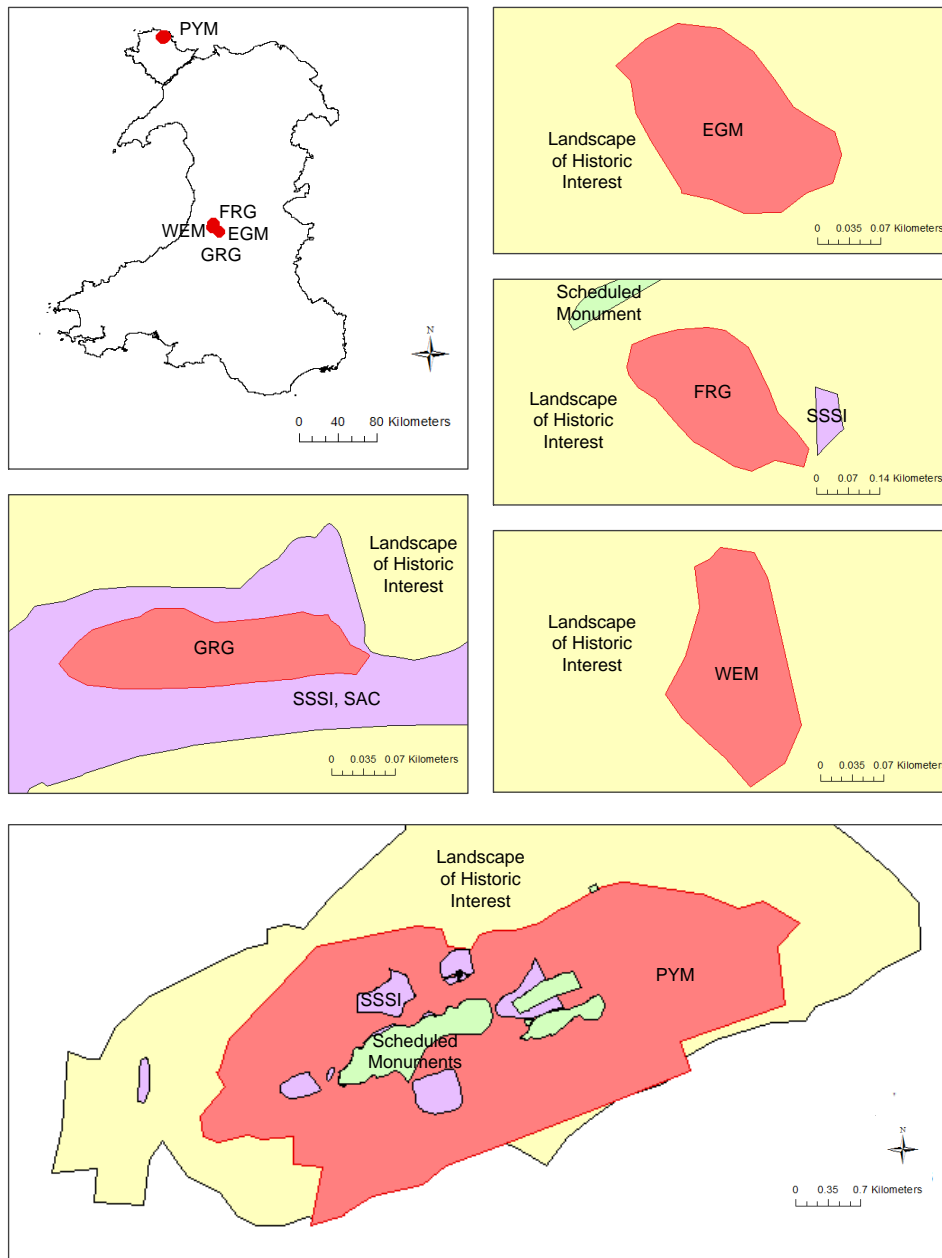 PYM
FRG
WEM
EGM
GRG
N
0 40 80 Kilometers
EGM
Landscape
of Historic
Interest
0 0.035 0.07 Kilometers
Scheduled
Monument
FRG
Landscape
of Historic
Interest
SSSI
0 0.07 0.14 Kilometers
Landscape
of Historic
Interest
GRG
SSSI, SAC
0 0.035 0.07 Kilometers
Landscape
of Historic
Interest
WEM
0 0.035 0.07 Kilometers
Landscape
of Historic
Interest
PYM
SSSI
Scheduled
Monuments
N
0 0.35 0.7 Kilometers